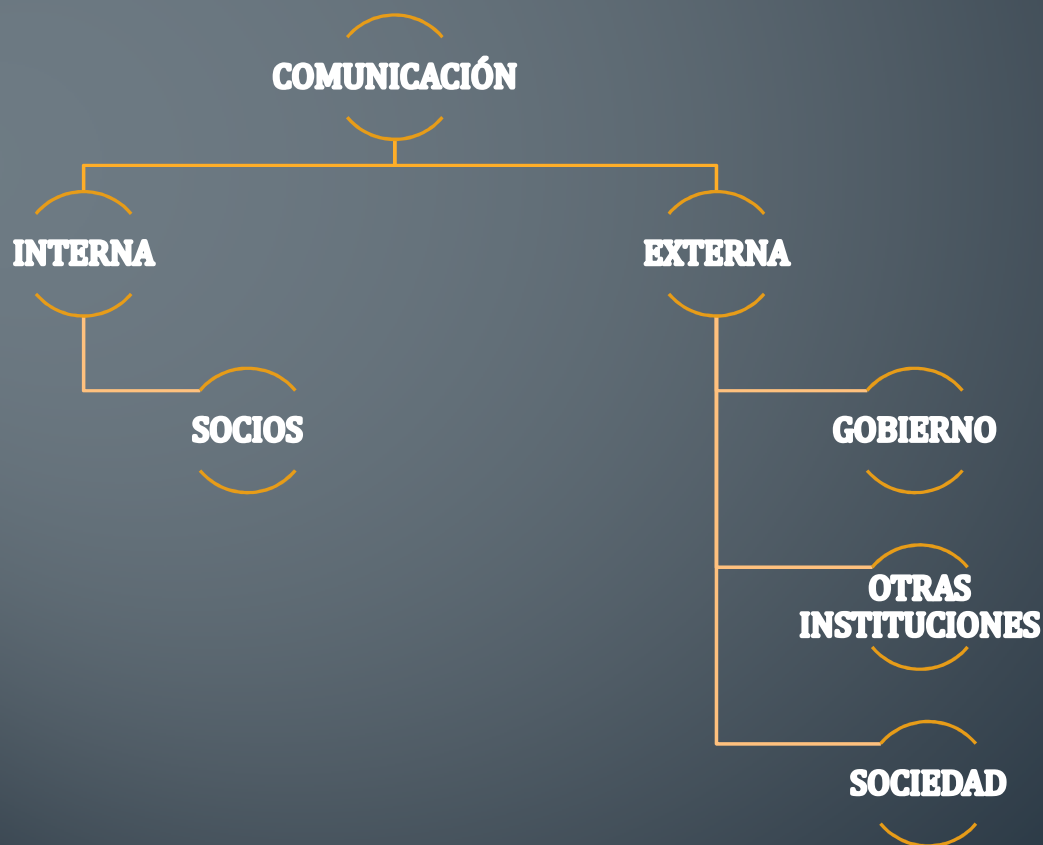 COMUNICACIÓN
INTERNA
EXTERNA
SOCIOS
GOBIERNO
OTRAS
INSTITUCIONES
SOCIEDAD